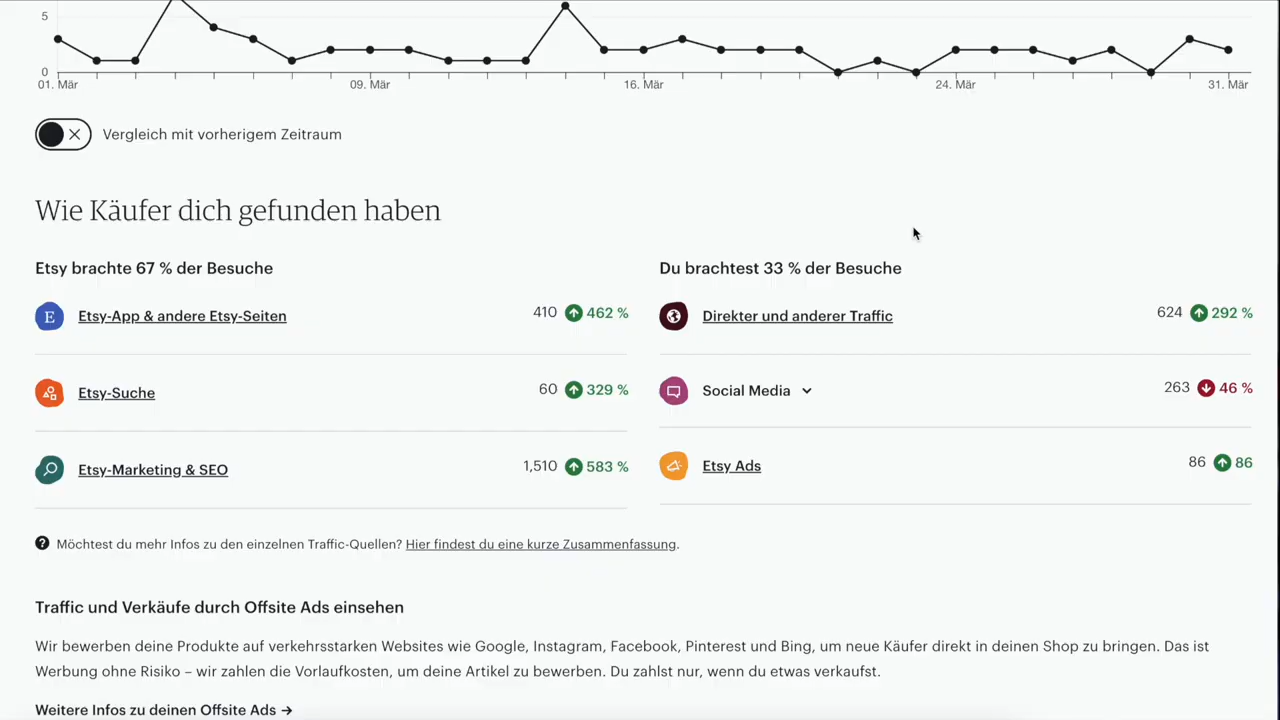 5
0
01. Mär 09. Mär 16. Mär 24. Mär 31. Mär
Vergleich mit vorherigem Zeitraum
Wie Käufer dich gefunden haben
Etsy brachte 67 % der Besuche
E Etsy-App & andere Etsy-Seiten 410 462 %
Etsy-Suche 60 329 %
Etsy-Marketing & SEO 1,510 583 %
Du brachtest 33 % der Besuche
Direkter und anderer Traffic 624 292 %
Social Media 263 46 %
Etsy Ads 86 86
? Möchtest du mehr Infos zu den einzelnen Traffic-Quellen? Hier findest du eine kurze Zusammenfassung.
Traffic und Verkäufe durch Offsite Ads einsehen
Wir bewerben deine Produkte auf verkehrsstarken Websites wie Google, Instagram, Facebook, Pinterest und Bing, um neue Käufer direkt in deinen Shop zu bringen. Das ist
Werbung ohne Risiko – wir zahlen die Vorlaufkosten, um deine Artikel zu bewerben. Du zahlst nur, wenn du etwas verkaufst.
Weitere Infos zu deinen Offsite Ads →